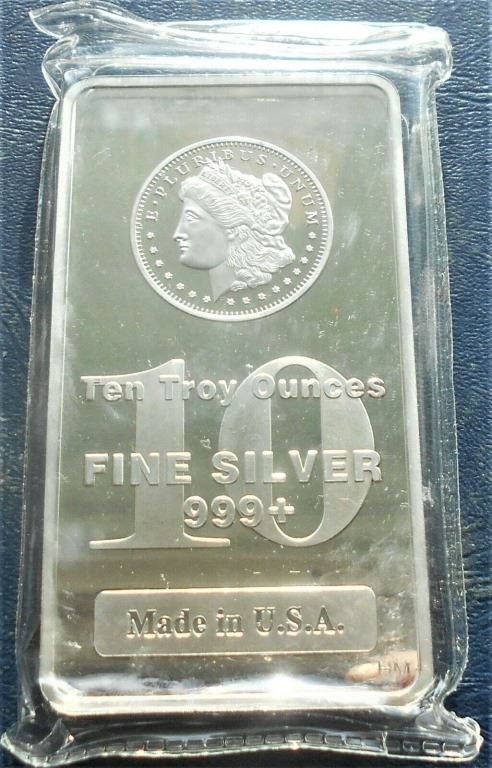 E·PLURIBUS·UNUM
10
Ten Troy Ounces
FINE SILVER
999+
Made in U.S.A.
HM